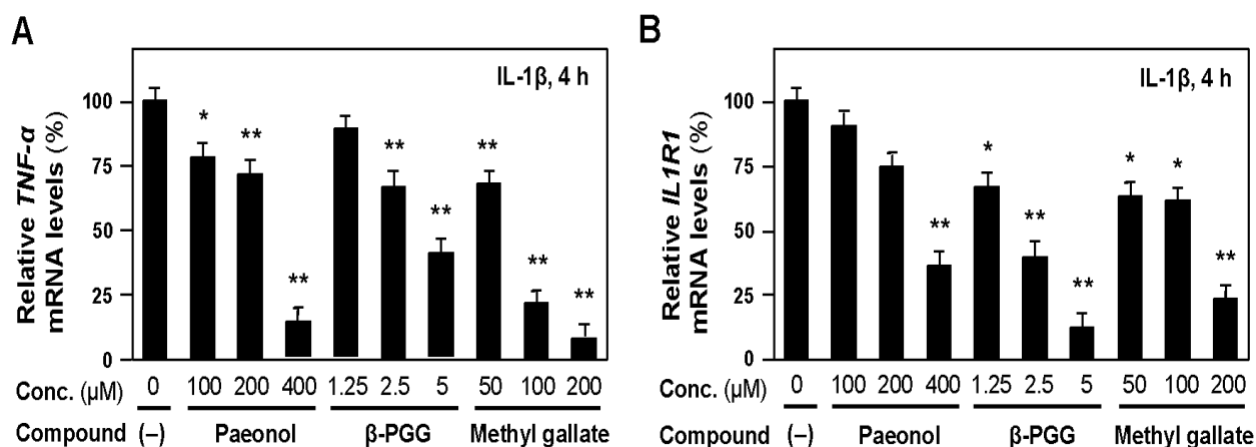 A
Relative TNF-α
mRNA levels (%)
100
75
50
25
0
IL-1β, 4 h
*
**
**
**
**
**
**
**
Conc. (µM) 0 100 200 400 1.25 2.5 5 50 100 200
Compound (–) Paeonol β-PGG Methyl gallate
B
Relative IL1R1
mRNA levels (%)
100
75
50
25
0
IL-1β, 4 h
**
*
**
**
*
*
**
Conc. (µM) 0 100 200 400 1.25 2.5 5 50 100 200
Compound (–) Paeonol β-PGG Methyl gallate